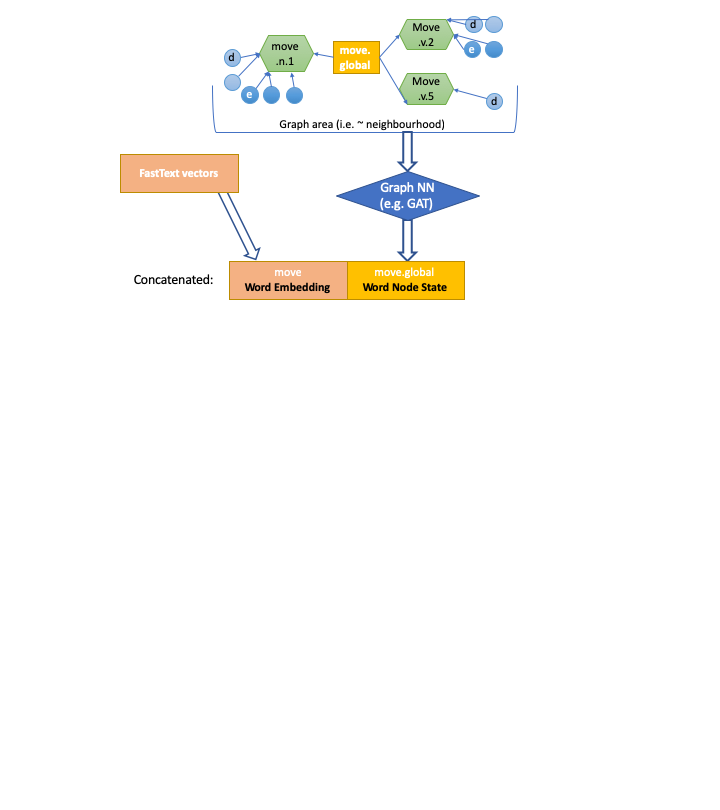 move
.n.1
d
e
move.
global
Move
.v.2
d
e
Move
.v.5
d
Graph area (i.e. ~ neighbourhood)
FastText vectors
Graph NN
(e.g. GAT)
Concatenated:
move
Word Embedding
move.global
Word Node State